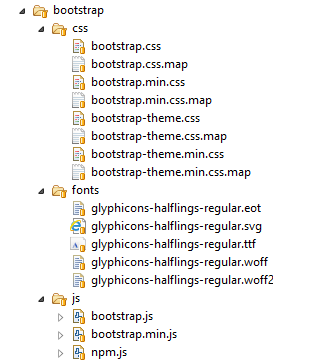 bootstrap
css
bootstrap.css
bootstrap.css.map
bootstrap.min.css
bootstrap.min.css.map
bootstrap-theme.css
bootstrap-theme.css.map
bootstrap-theme.min.css
bootstrap-theme.min.css.map
fonts
glyphicons-halflings-regular.eot
glyphicons-halflings-regular.svg
glyphicons-halflings-regular.ttf
glyphicons-halflings-regular.woff
glyphicons-halflings-regular.woff2
js
bootstrap.js
bootstrap.min.js
npm.js